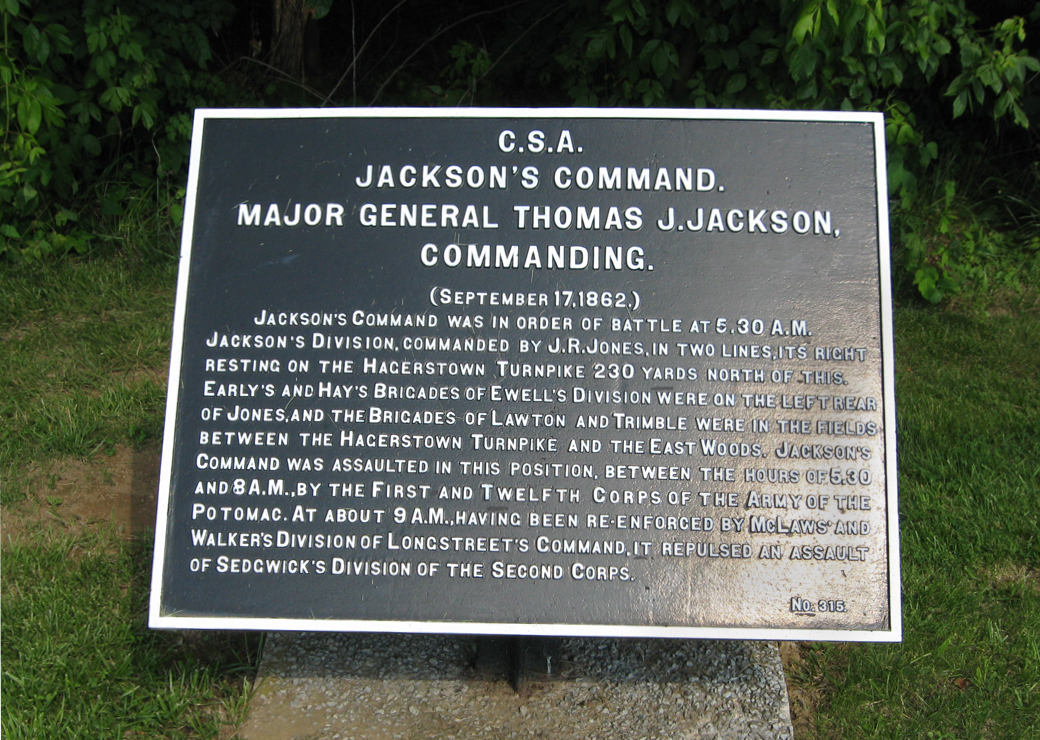 C.S.A.
JACKSON'S COMMAND.
MAJOR GENERAL THOMAS J. JACKSON,
COMMANDING.
(SEPTEMBER 17, 1862.)
JACKSON'S COMMAND WAS IN ORDER OF BATTLE AT 5.30 A.M.
JACKSON'S DIVISION, COMMANDED BY J.R. JONES, IN TWO LINES, ITS RIGHT
RESTING ON THE HAGERSTOWN TURNPIKE 230 YARDS NORTH OF THIS.
EARLY'S AND HAY'S BRIGADES OF EWELL'S DIVISION WERE ON THE LEFT REAR
OF JONES, AND THE BRIGADES OF LAWTON AND TRIMBLE WERE IN THE FIELDS
BETWEEN THE HAGERSTOWN TURNPIKE AND THE EAST WOODS. JACKSON'S
COMMAND WAS ASSAULTED IN THIS POSITION, BETWEEN THE HOURS OF 5.30
AND 8 A.M., BY THE FIRST AND TWELFTH CORPS OF THE ARMY OF THE
POTOMAC. AT ABOUT 9 A.M., HAVING BEEN RE-ENFORCED BY MCLAWS' AND
WALKER'S DIVISION OF LONGSTREET'S COMMAND, IT REPULSED AN ASSAULT
OF SEDGWICK'S DIVISION OF THE SECOND CORPS.
No. 315.